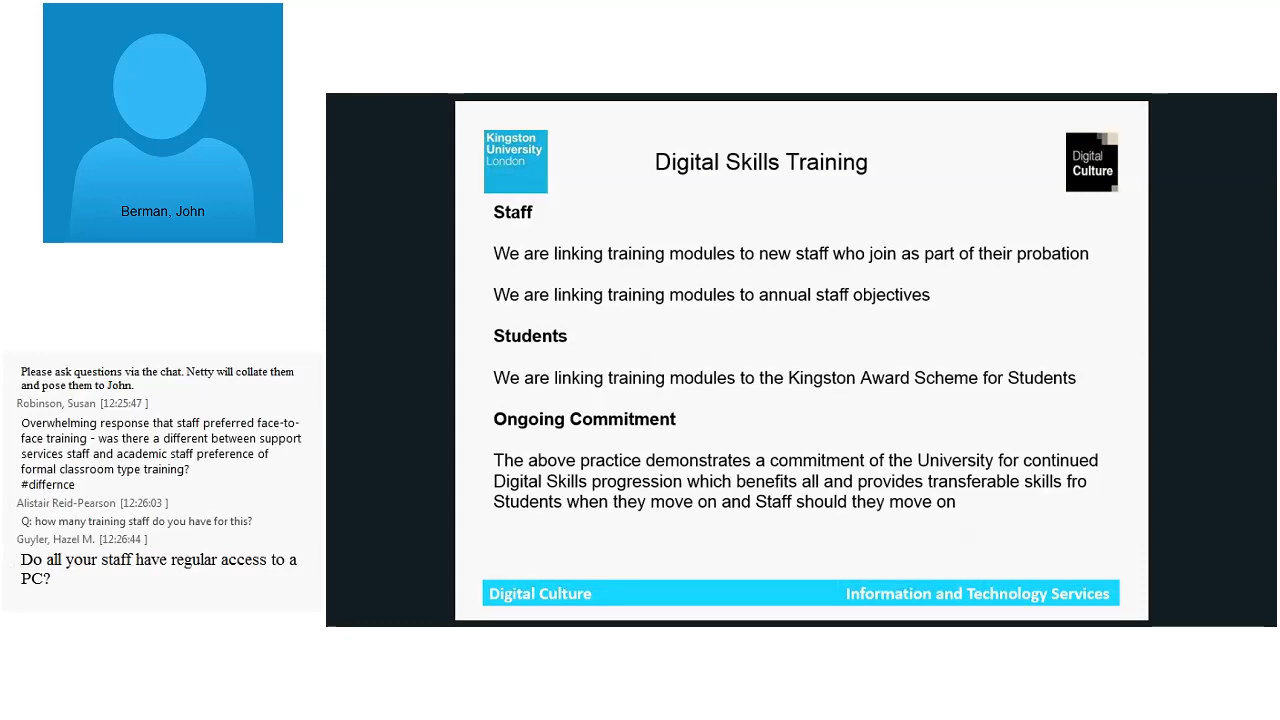 Berman, John
Please ask questions via the chat. Netty will collate them
and pose them to John.
Robinson, Susan [12:25:47 ]
Overwhelming response that staff preferred face-to-
face training - was there a different between support
services staff and academic staff preference of
formal classroom type training?
#differnce
Alistair Reid-Pearson [12:26:03 ]
Q: how many training staff do you have for this?
Guyler, Hazel M. [12:26:44 ]
Do all your staff have regular access to a
PC?
Kingston
University
London
Digital Skills Training
Digital
Culture
Staff
We are linking training modules to new staff who join as part of their probation
We are linking training modules to annual staff objectives
Students
We are linking training modules to the Kingston Award Scheme for Students
Ongoing Commitment
The above practice demonstrates a commitment of the University for continued
Digital Skills progression which benefits all and provides transferable skills fro
Students when they move on and Staff should they move on
Digital Culture
Information and Technology Services